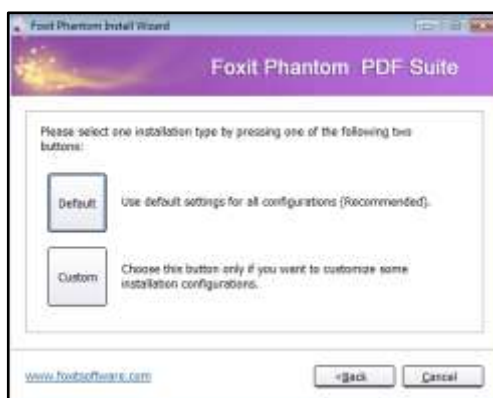 Foxit Phantom Install Wizard
Foxit Phantom PDF Suite
Please select one installation type by pressing one of the following two
buttons:
Default
Use default settings for all configurations (Recommended).
Custom
Choose this button only if you want to customize some
installation configurations.
www.foxitsoftware.com
<Back
Cancel